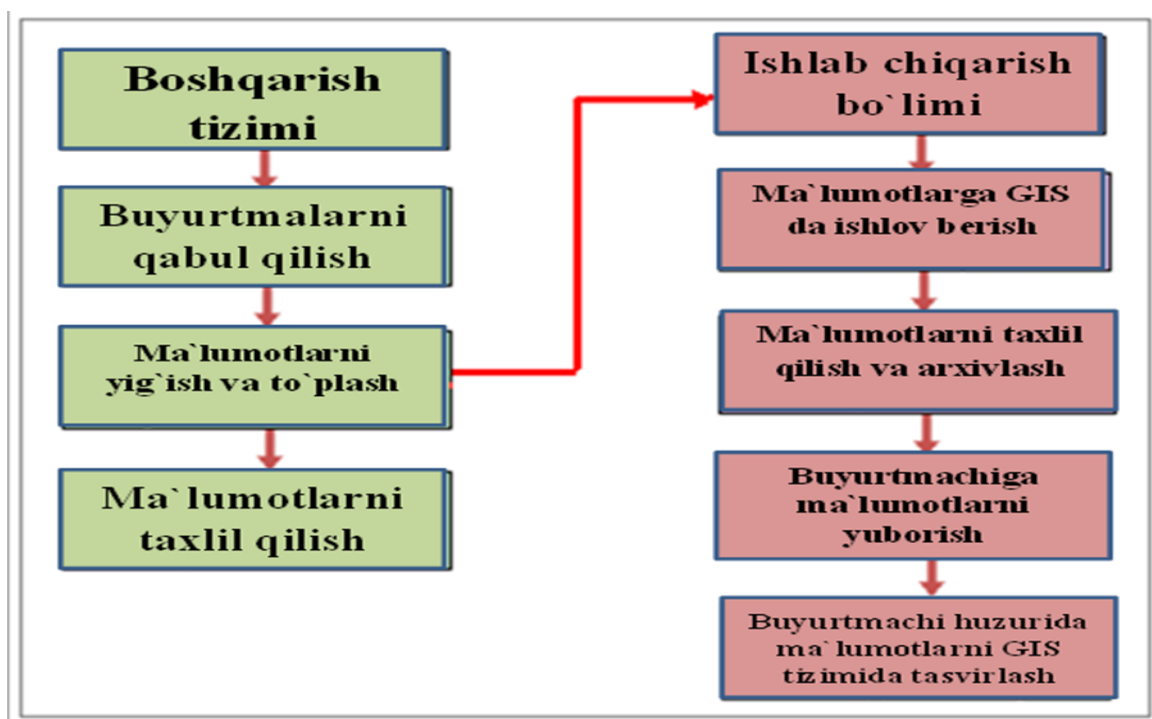 Boshqarish
tizimi
Buyurtmalarni
qabul qilish
Ma`lumotlarni
yig`ish va to`plash
Ma`lumotlarni
taxlil qilish
Ishlab chiqarish
bo`limi
Ma`lumotlarga GIS
da ishlov berish
Ma`lumotlarni taxlil
qilish va arxivlash
Buyurtmachiga
ma`lumotlarni
yuborish
Buyurtmachi huzurida
ma`lumotlarni GIS
tizimida tasvirlash